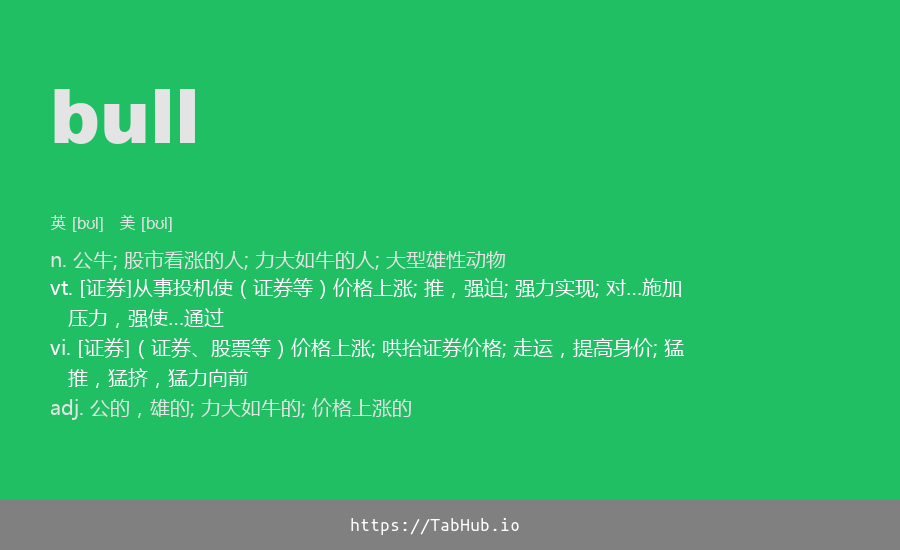 bull
英 [bʊl] 美 [bʊl]
n. 公牛; 股市看涨的人; 力大如牛的人; 大型雄性动物
vt. [证券]从事投机使（证券等）价格上涨; 推，强迫; 强力实现; 对…施加
压力，强使…通过
vi. [证券]（证券、股票等）价格上涨; 哄抬证券价格; 走运，提高身价; 猛
推，猛挤，猛力向前
adj. 公的，雄的; 力大如牛的; 价格上涨的
https://TabHub.io